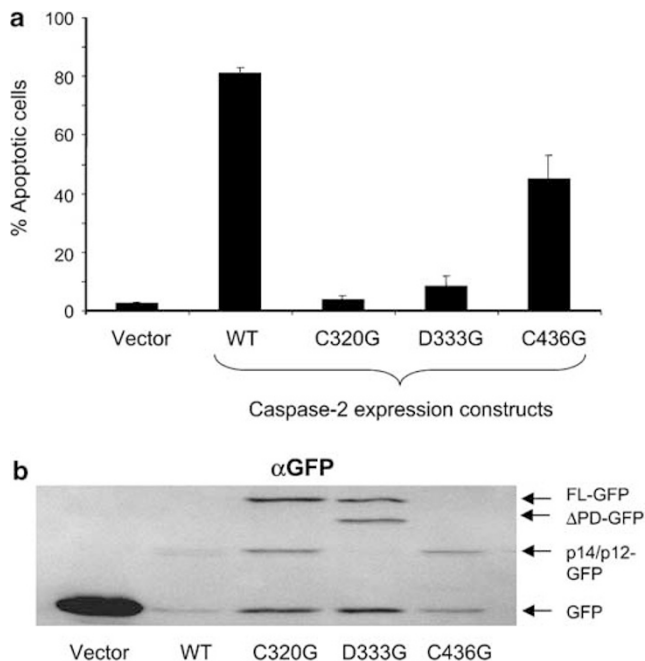 a
100
80
60
40
20
0
% Apoptotic cells
Vector WT C320G D333G C436G
Caspase-2 expression constructs
b
αGFP
FL-GFP
ΔPD-GFP
p14/p12-
GFP
GFP
Vector WT C320G D333G C436G